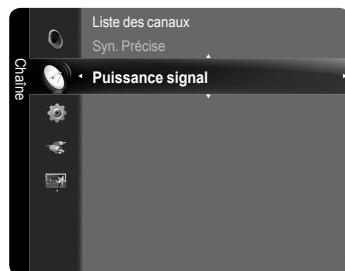 Liste des canaux
Syn. Précise
Chaîne
Puissance signal